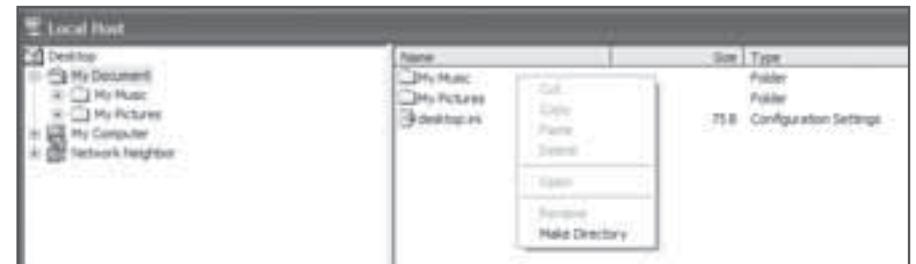 Local Host
Desktop
My Document
My Music
My Pictures
My Computer
Network Neighbor
Name Size Type
My Music Folder
My Pictures Folder
desktop.ini 75 B Configuration Settings
Cut
Copy
Paste
Delete
Open
Rename
Make Directory